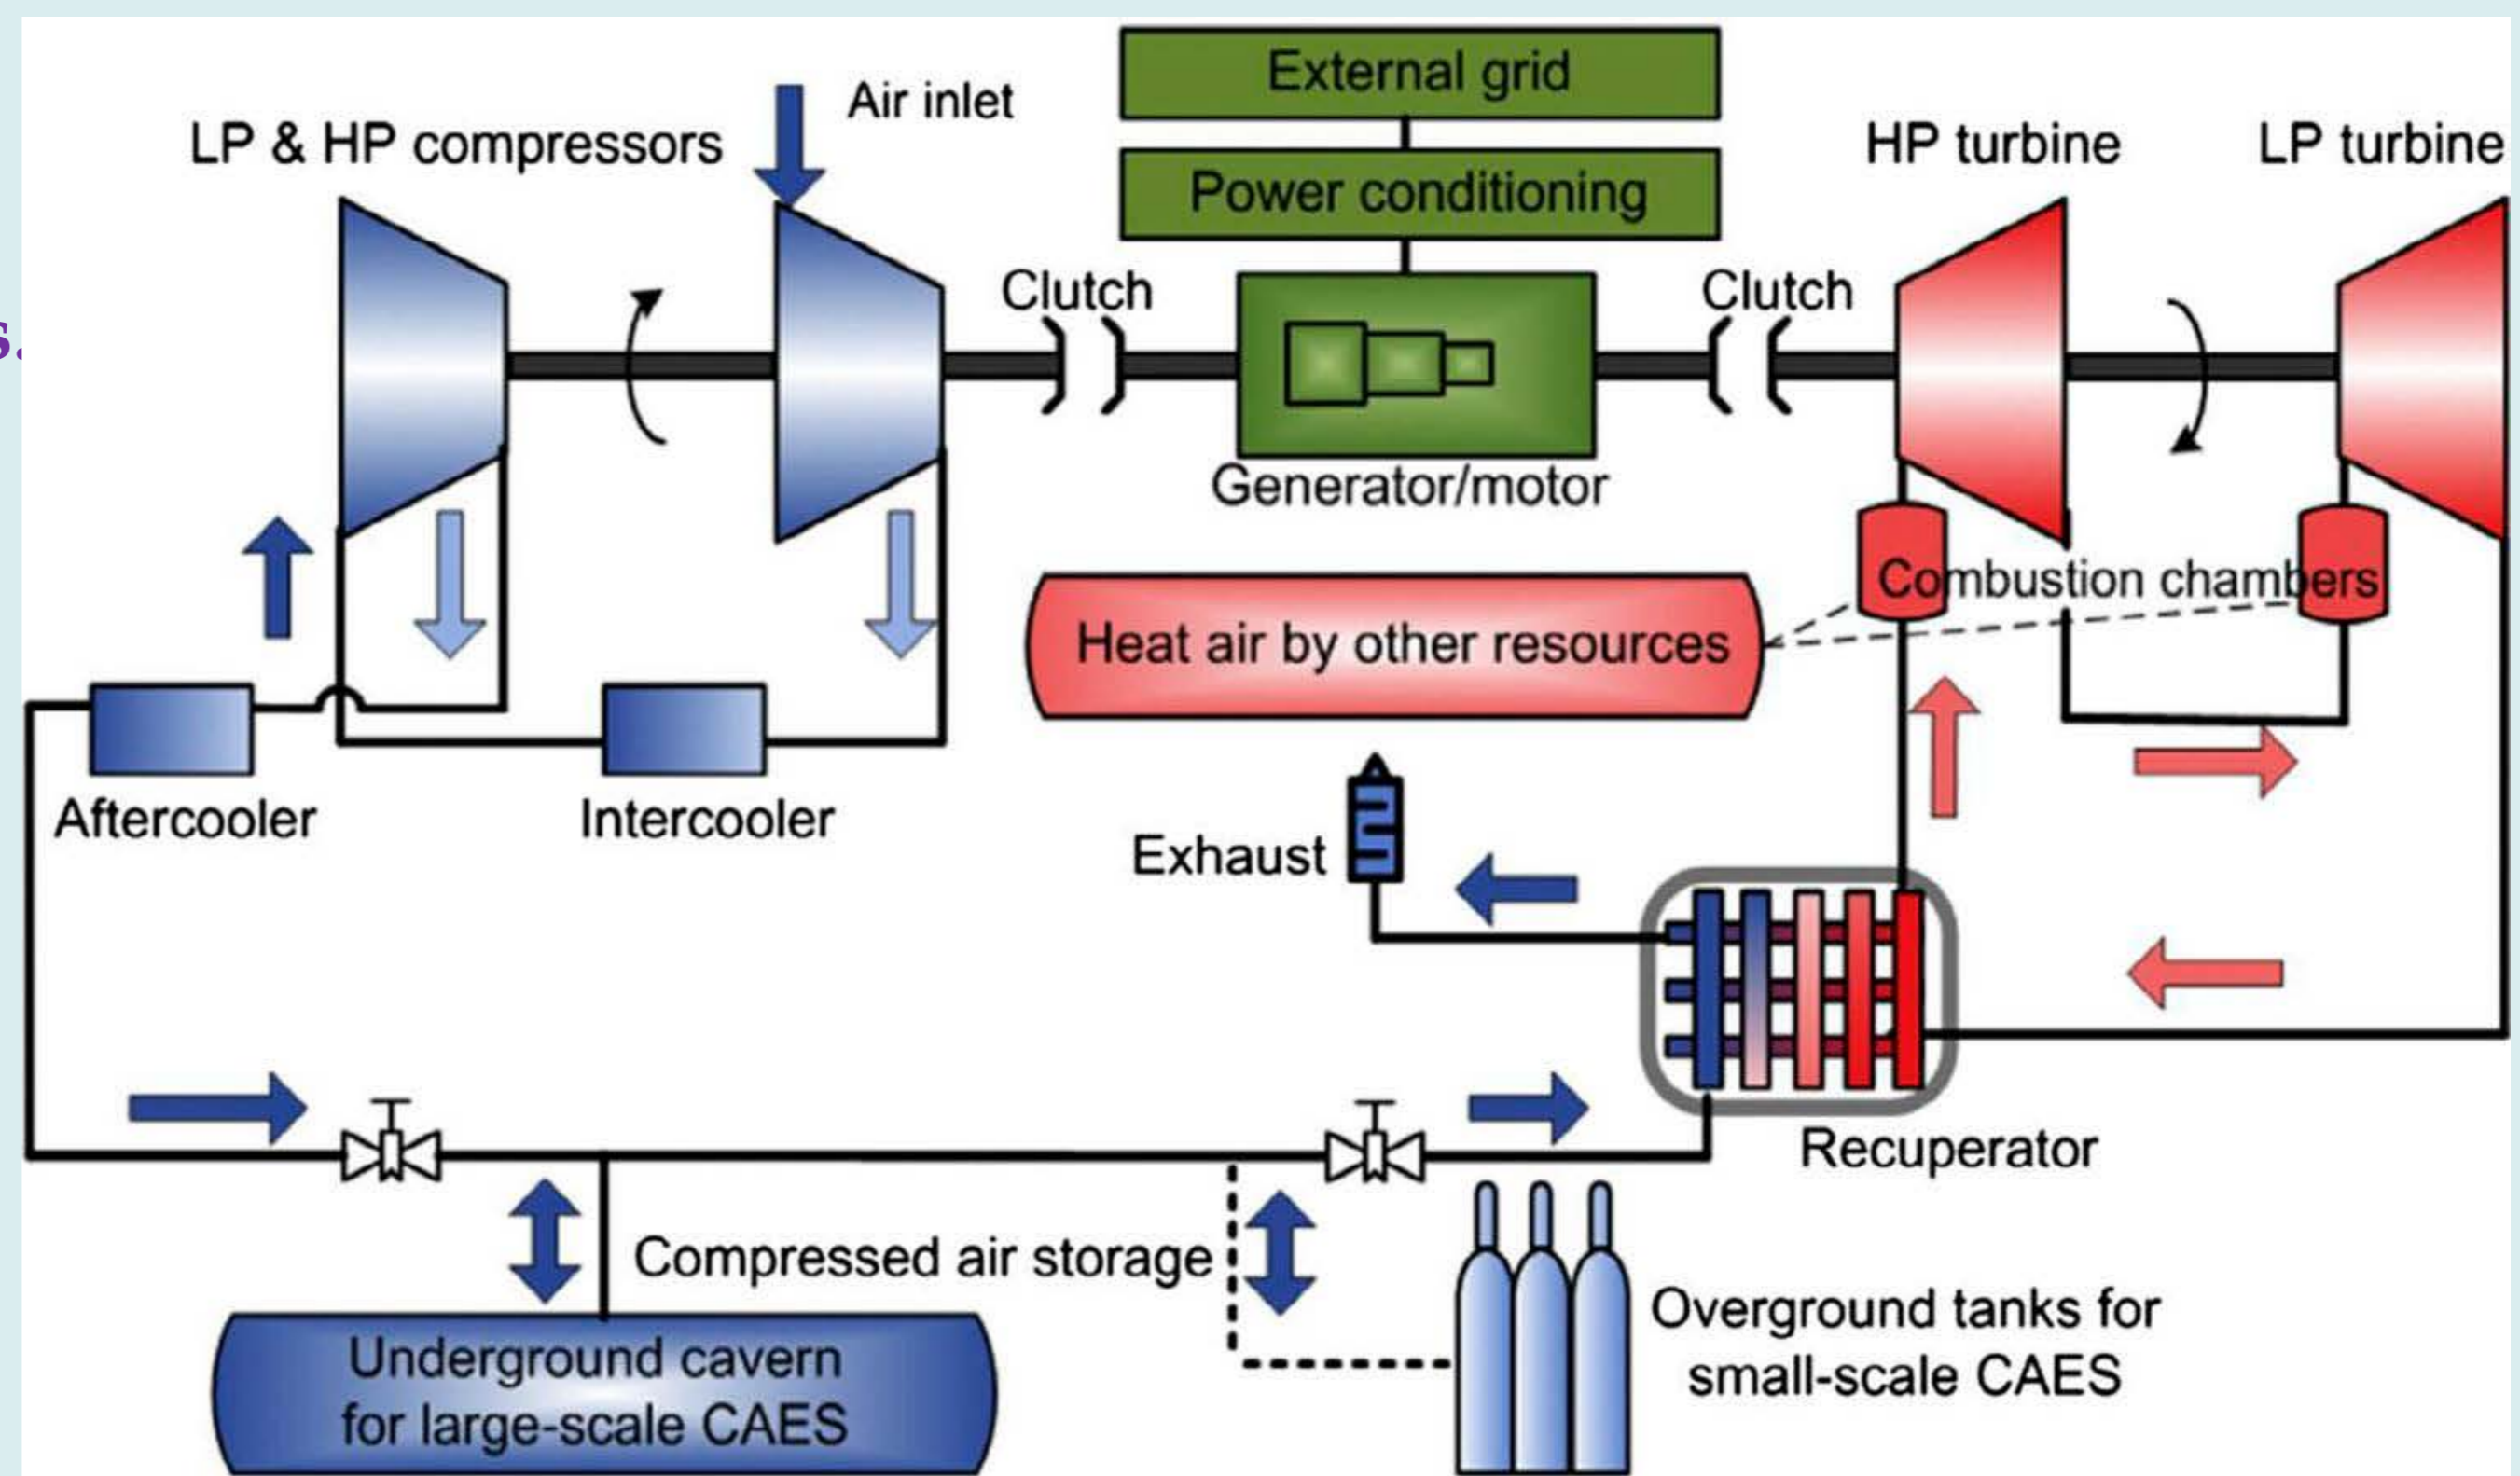 External grid
Air inlet
LP & HP compressors
HP turbine
LP turbine
Power conditioning
Clutch
Clutch
s.
Generator/motor
Combustion chambers
Heat air by other resources
Aftercooler
Intercooler
Exhaust
Recuperator
Compressed air storage
Overground tanks for
small-scale CAES
Underground cavern
for large-scale CAES